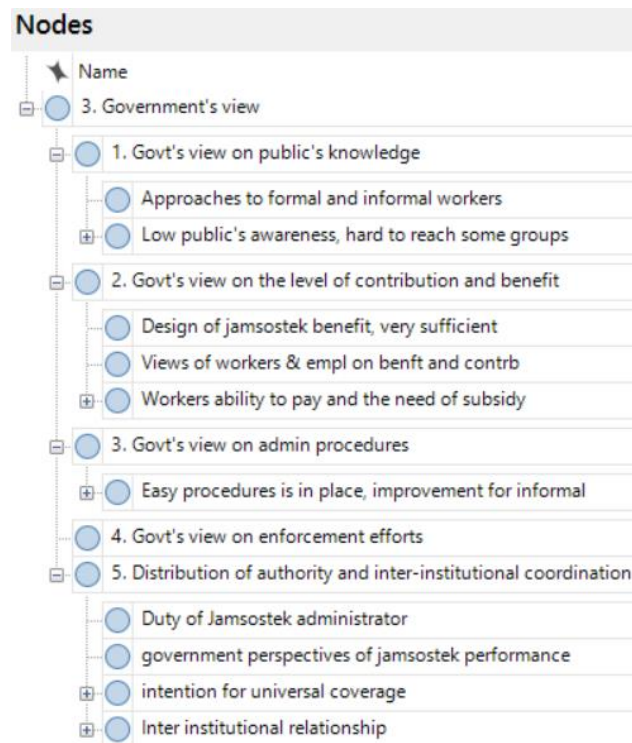 Nodes
Name
3. Government's view
1. Govt's view on public's knowledge
Approaches to formal and informal workers
Low public's awareness, hard to reach some groups
2. Govt's view on the level of contribution and benefit
Design of jamsostek benefit, very sufficient
Views of workers & empl on benft and contrb
Workers ability to pay and the need of subsidy
3. Govt's view on admin procedures
Easy procedures is in place, improvement for informal
4. Govt's view on enforcement efforts
5. Distribution of authority and inter-institutional coordination
Duty of Jamsostek administrator
government perspectives of jamsostek performance
intention for universal coverage
Inter institutional relationship